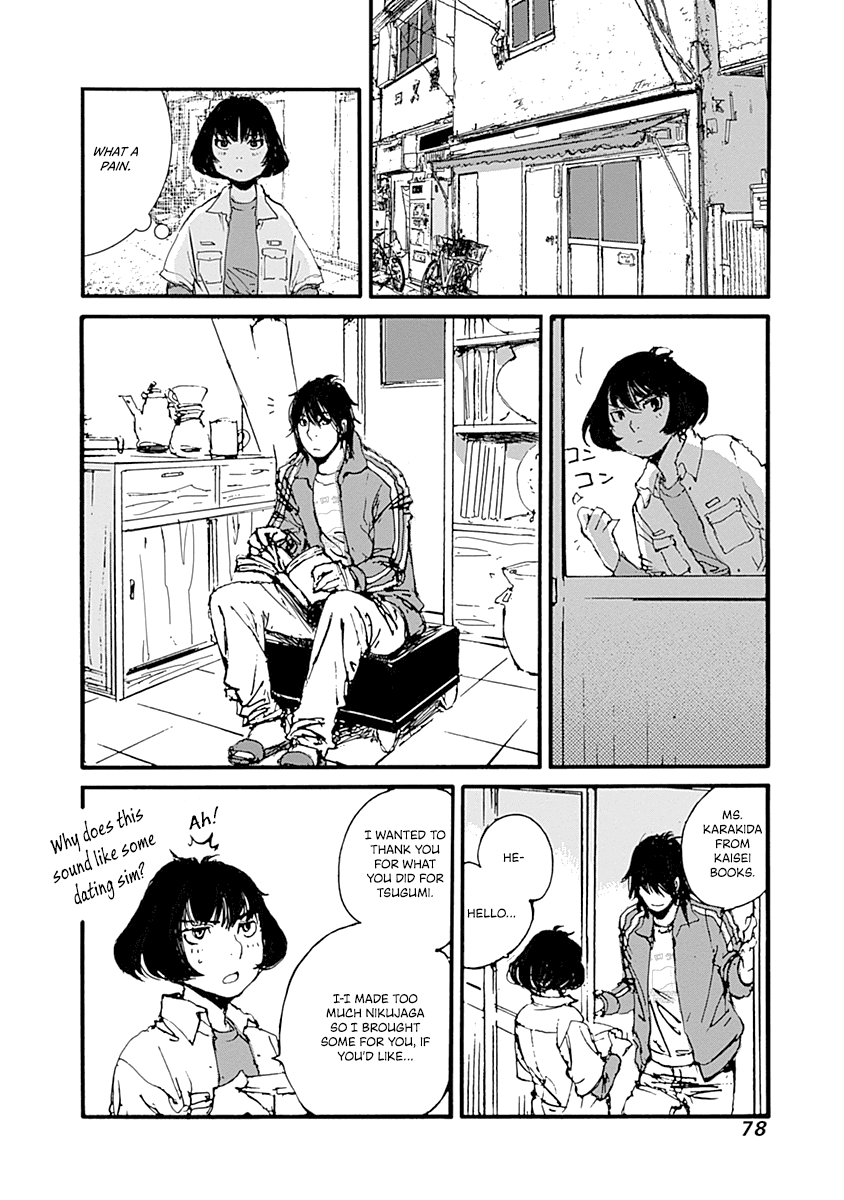 WHAT A
PAIN.
コン
コン
MS.
KARAKIDA
FROM
KAISEI
BOOKS.
HE-
HELLO...
I WANTED TO
THANK YOU
FOR WHAT
YOU DID FOR
TSUGUMI.
I-I MADE TOO
MUCH NIKUJAGA
SO I BROUGHT
SOME FOR YOU, IF
YOU'D LIKE...
Ah!
Why does this
sound like some
dating sim?
78